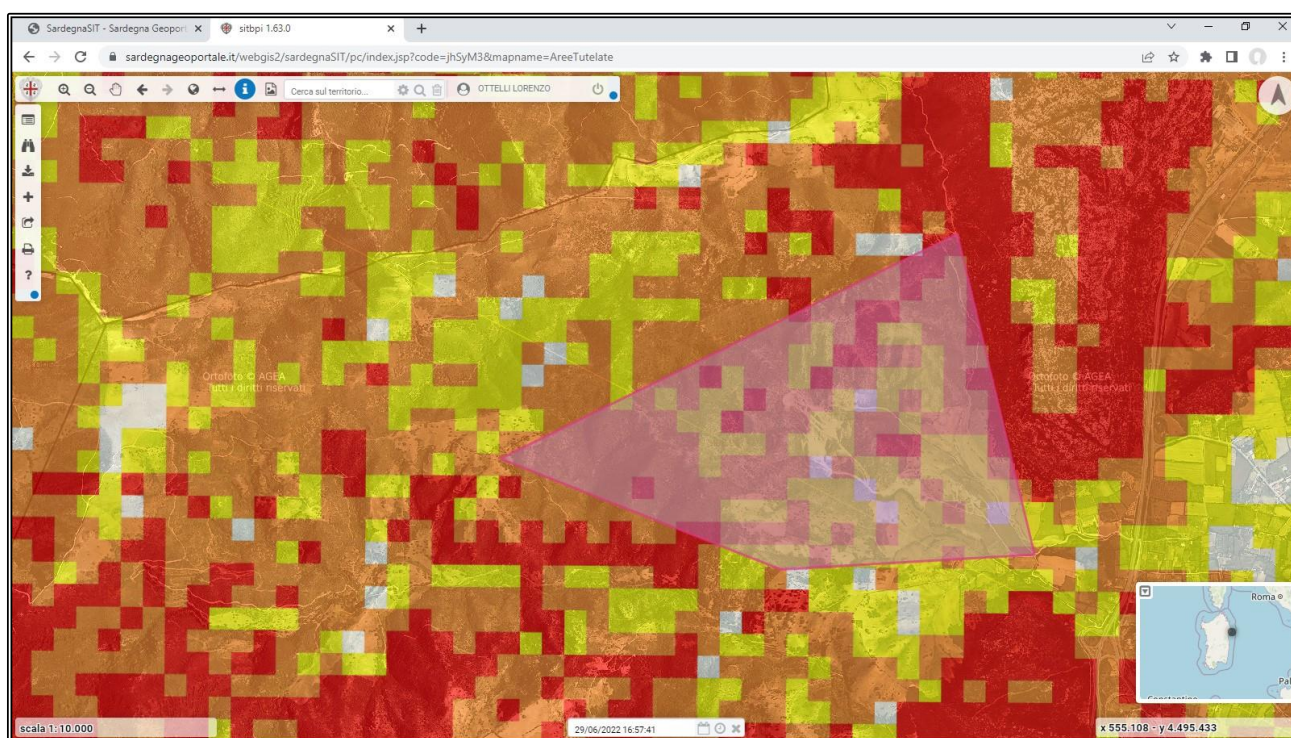 SardegnaSIT - Sardegna Geoport
sitbpi 1.63.0
sardegnageoportale.it/webgis2/sardegnaSIT/pc/index.jsp?code=jhSyM3&mapname=AreeTutelate
Cerca sul territorio...
OTTELLI LORENZO
Ortofoto © AGEA
Tutti i diritti riservati
Ortofoto © AGEA
Tutti i diritti riservati
Roma
Pal
Constantine
scala 1: 10.000
29/06/2022 16:57:41
x 555.108 - y 4.495.433